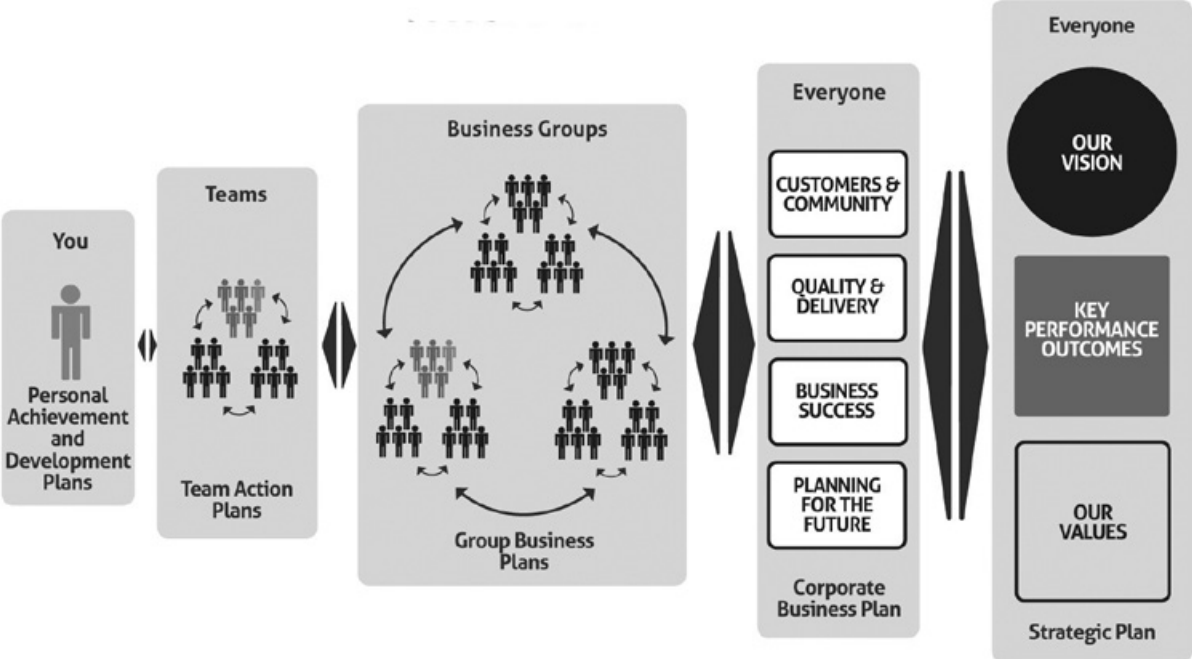 You
Personal
Achievement
and
Development
Plans
Teams
Team Action
Plans
Business Groups
Group Business
Plans
Everyone
CUSTOMERS &
COMMUNITY
QUALITY &
DELIVERY
BUSINESS
SUCCESS
PLANNING
FOR THE
FUTURE
Corporate
Business Plan
Everyone
OUR
VISION
KEY
PERFORMANCE
OUTCOMES
OUR
VALUES
Strategic Plan